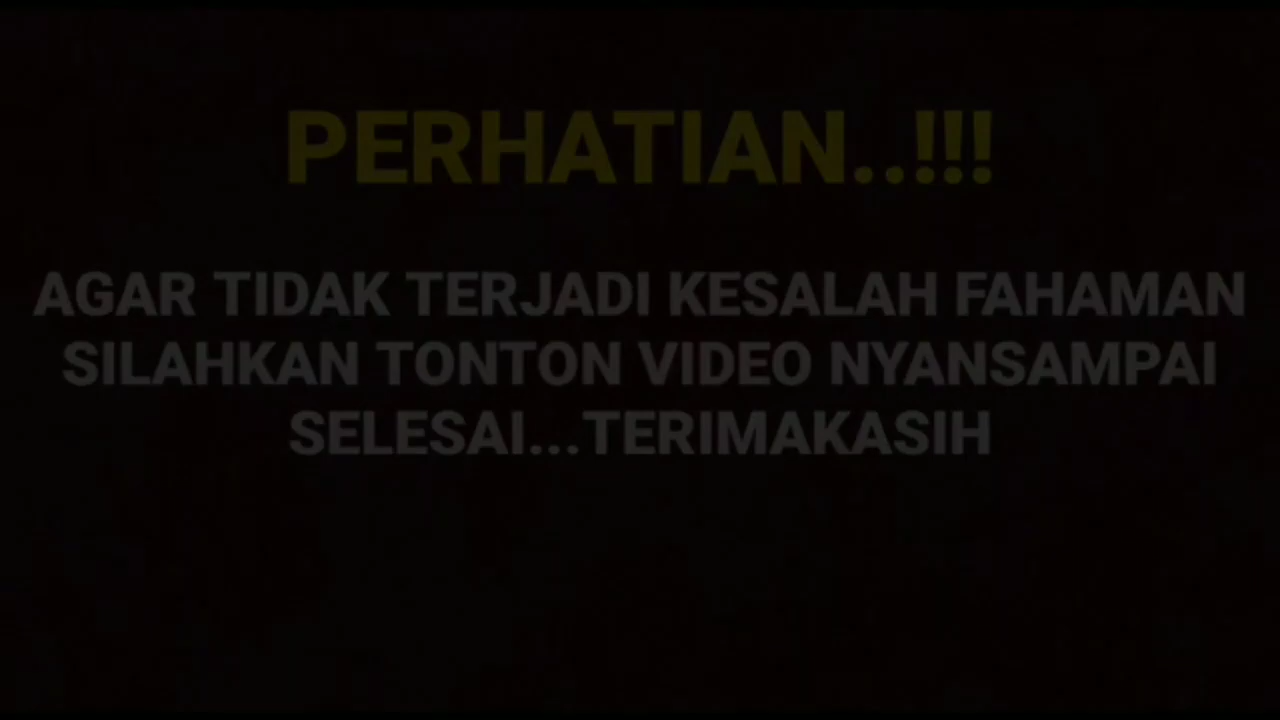 PERHATIAN..!!!
AGAR TIDAK TERJADI KESALAH FAHAMAN
SILAHKAN TONTON VIDEO NYANSAMPAI
SELESAI...TERIMAKASIH